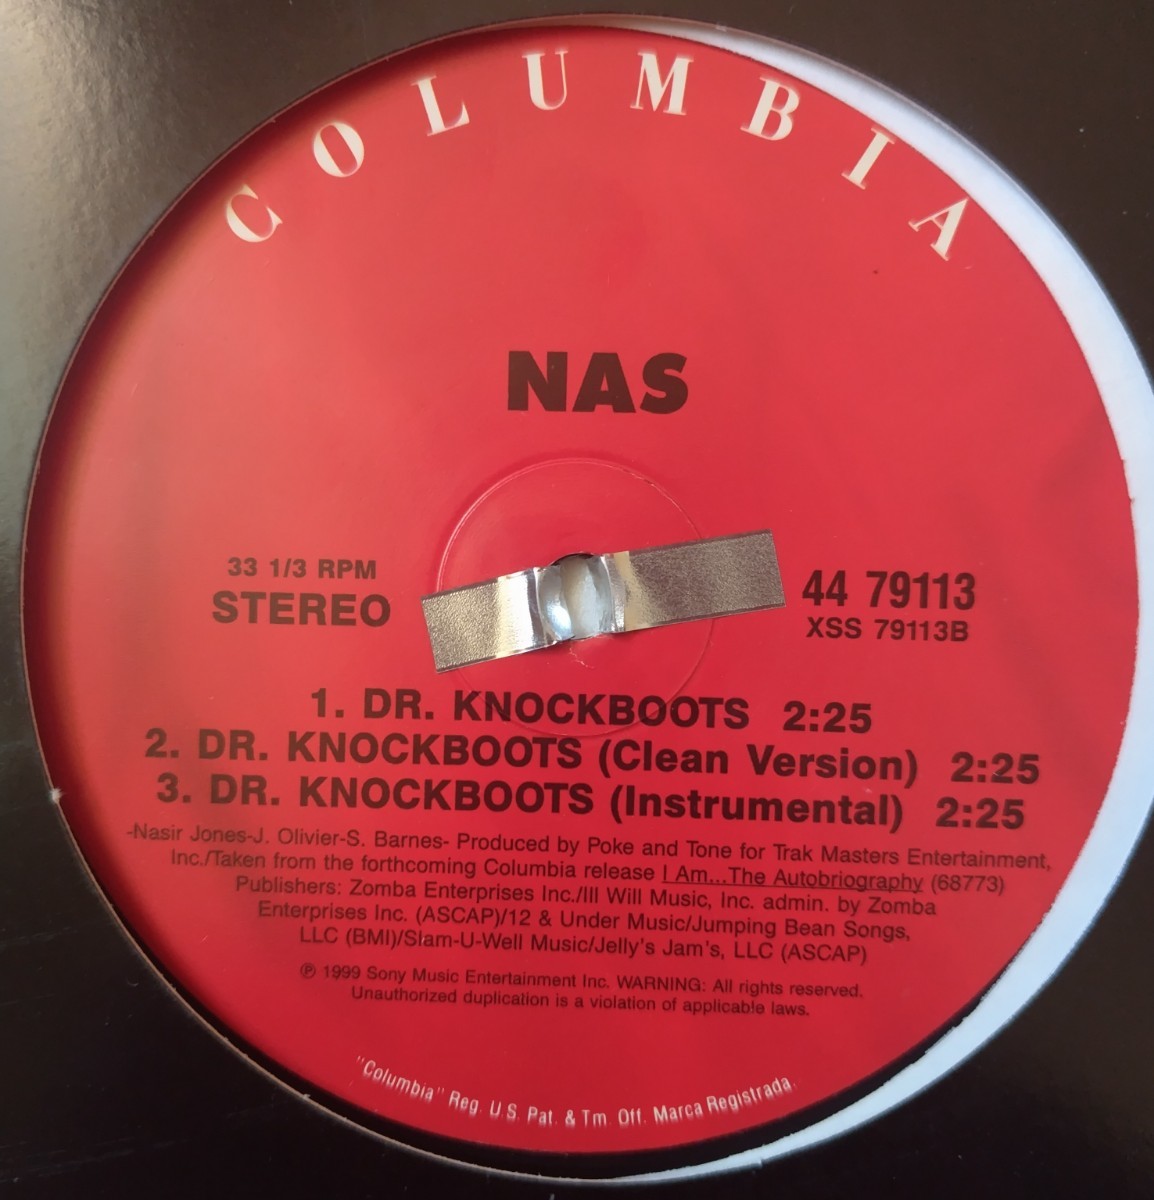 COLUMBIA
NAS
33 1/3 RPM
STEREO
44 79113
XSS 79113B
1. DR. KNOCKBOOTS 2:25
2. DR. KNOCKBOOTS (Clean Version) 2:25
3. DR. KNOCKBOOTS (Instrumental) 2:25
-Nasir Jones-J. Olivier-S. Barnes- Produced by Poke and Tone for Trak Masters Entertainment,
Inc./Taken from the forthcoming Columbia release I Am...The Autobriography (68773)
Publishers: Zomba Enterprises Inc./Ill Will Music, Inc. admin. by Zomba
Enterprises Inc. (ASCAP)/12 & Under Music/Jumping Bean Songs,
LLC (BMI)/Slam-U-Well Music/Jelly's Jam's, LLC (ASCAP)
℗ 1999 Sony Music Entertainment Inc. WARNING: All rights reserved.
Unauthorized duplication is a violation of applicable laws.
"Columbia" Reg. U.S. Pat. & Tm. Off. Marca Registrada.